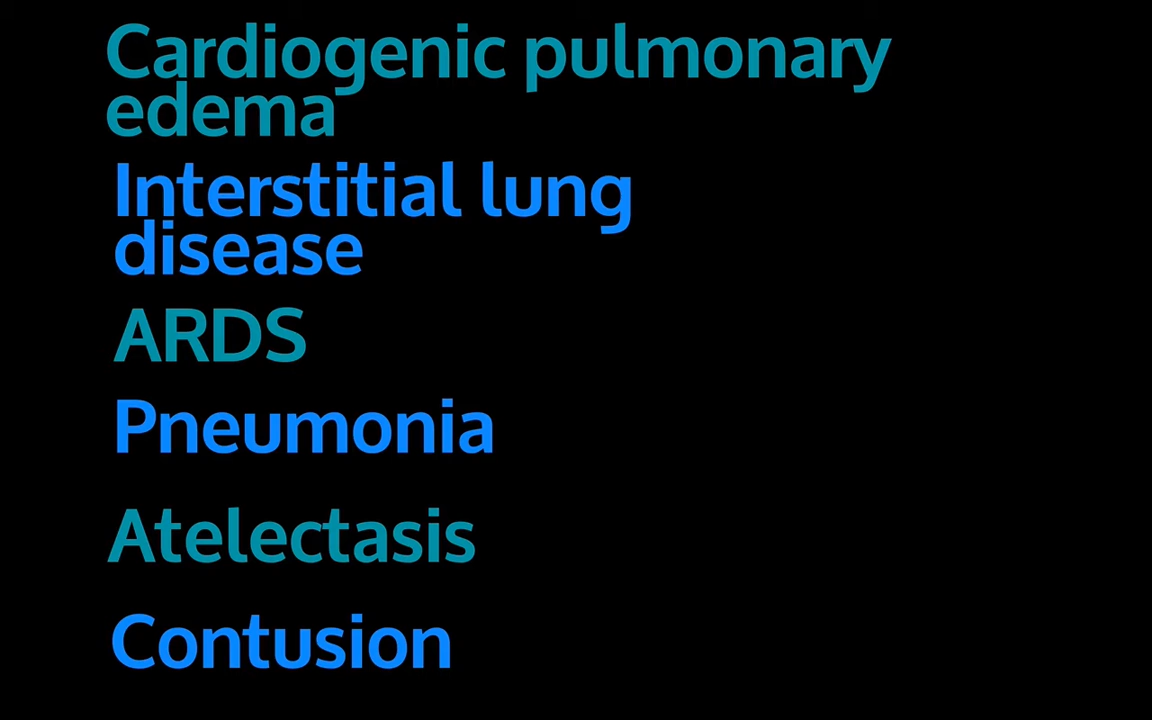 Cardiogenic pulmonary
edema
Interstitial lung
disease
ARDS
Pneumonia
Atelectasis
Contusion